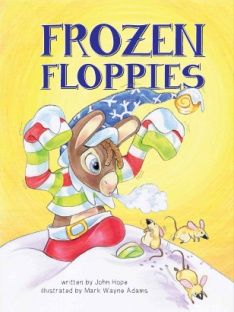 FROZEN
FLOPPIES
written by John Hope
illustrated by Mark Wayne Adams